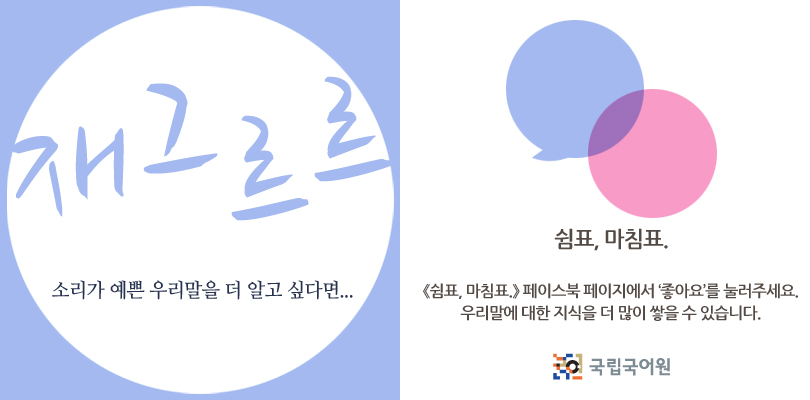 재그르르
소리가 예쁜 우리말을 더 알고 싶다면...
쉼표, 마침표.
《쉼표, 마침표.》 페이스북 페이지에서 ‘좋아요’를 눌러주세요.
우리말에 대한 지식을 더 많이 쌓을 수 있습니다.
국립국어원